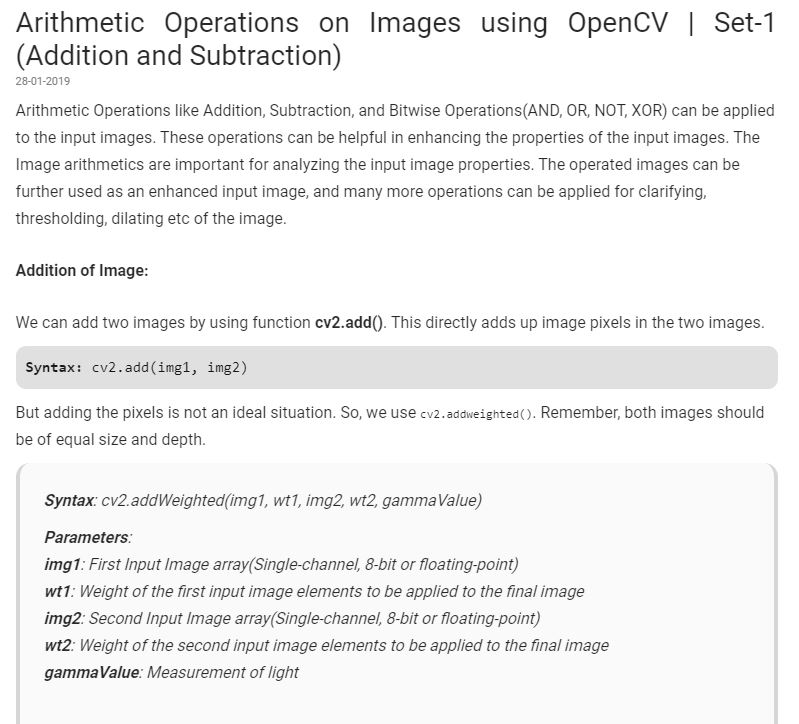 Arithmetic Operations on Images using OpenCV | Set-1
(Addition and Subtraction)
28-01-2019
Arithmetic Operations like Addition, Subtraction, and Bitwise Operations(AND, OR, NOT, XOR) can be applied
to the input images. These operations can be helpful in enhancing the properties of the input images. The
Image arithmetics are important for analyzing the input image properties. The operated images can be
further used as an enhanced input image, and many more operations can be applied for clarifying,
thresholding, dilating etc of the image.
Addition of Image:
We can add two images by using function cv2.add(). This directly adds up image pixels in the two images.
Syntax: cv2.add(img1, img2)
But adding the pixels is not an ideal situation. So, we use cv2.addweighted(). Remember, both images should
be of equal size and depth.
Syntax: cv2.addWeighted(img1, wt1, img2, wt2, gammaValue)
Parameters:
img1: First Input Image array(Single-channel, 8-bit or floating-point)
wt1: Weight of the first input image elements to be applied to the final image
img2: Second Input Image array(Single-channel, 8-bit or floating-point)
wt2: Weight of the second input image elements to be applied to the final image
gammaValue: Measurement of light